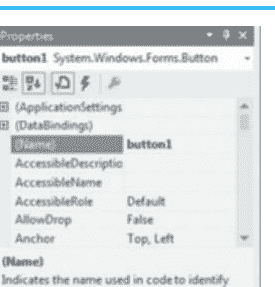 Properties
button1 System.Windows.Forms.Button
(ApplicationSettings
(DataBindings)
(Name) button1
AccessibleDescriptio
AccessibleName
AccessibleRole Default
AllowDrop False
Anchor Top, Left
(Name)
Indicates the name used in code to identify